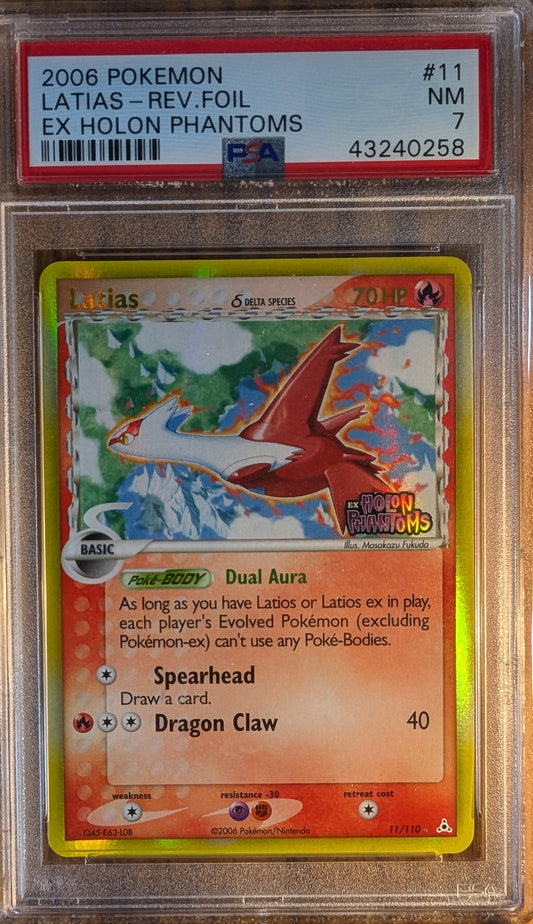 2006 POKEMON #11
LATIAS - REV.FOIL NM
EX HOLON PHANTOMS 7
PSA 43240258
Latias δ DELTA SPECIES 70 HP
EX HOLON
PHANTOMS
Illus. Masakazu Fukuda
BASIC
Poké-BODY Dual Aura
As long as you have Latios or Latios ex in play,
each player's Evolved Pokémon (excluding
Pokémon-ex) can't use any Poké-Bodies.
Spearhead
Draw a card.
Dragon Claw 40
weakness resistance -30 retreat cost
Q45-E63-L0B ©2006 Pokémon/Nintendo 11/110